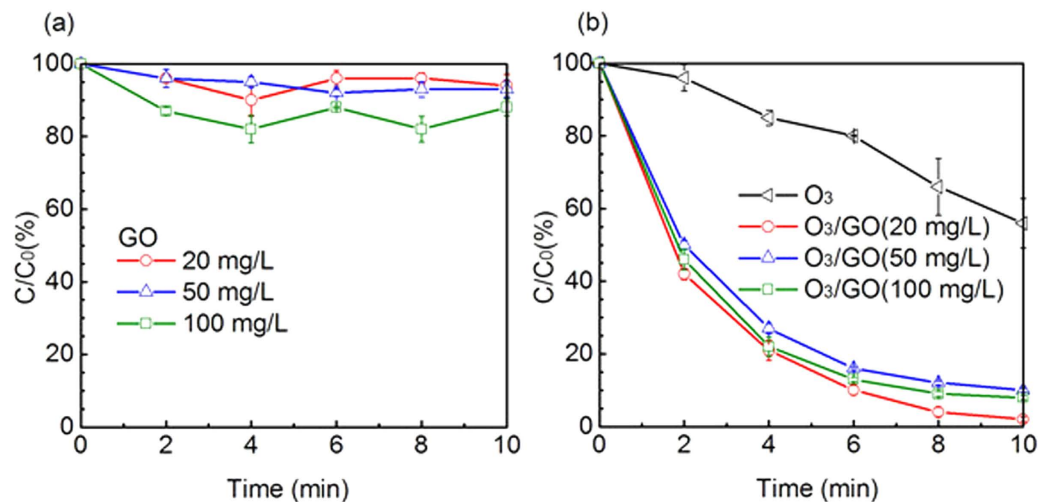 (a)
100
80
60
40
20
0
C/C₀(%)
GO
20 mg/L
50 mg/L
100 mg/L
0 2 4 6 8 10
Time (min)
(b)
100
80
60
40
20
0
C/C₀(%)
O₃
O₃/GO(20 mg/L)
O₃/GO(50 mg/L)
O₃/GO(100 mg/L)
0 2 4 6 8 10
Time (min)